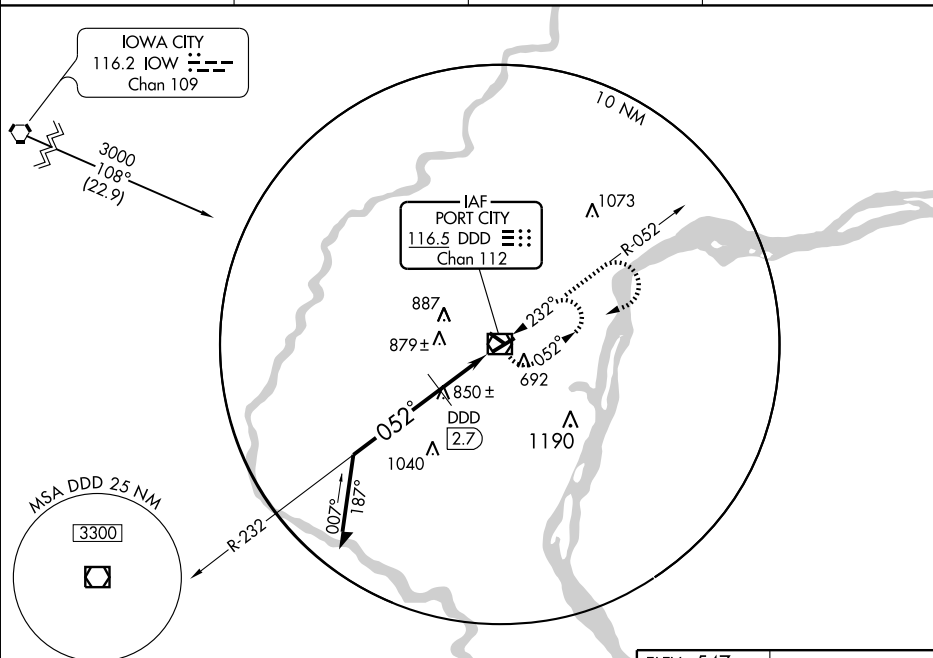 IOWA CITY
116.2 IOW
Chan 109
3000
108°
(22.9)
10 NM
IAF
PORT CITY
116.5 DDD
Chan 112
1073
R-052
887
879 ±
232°
052°
692
850 ±
052°
DDD
2.7
1190
1040
007°
187°
R-232
MSA DDD 25 NM
3300